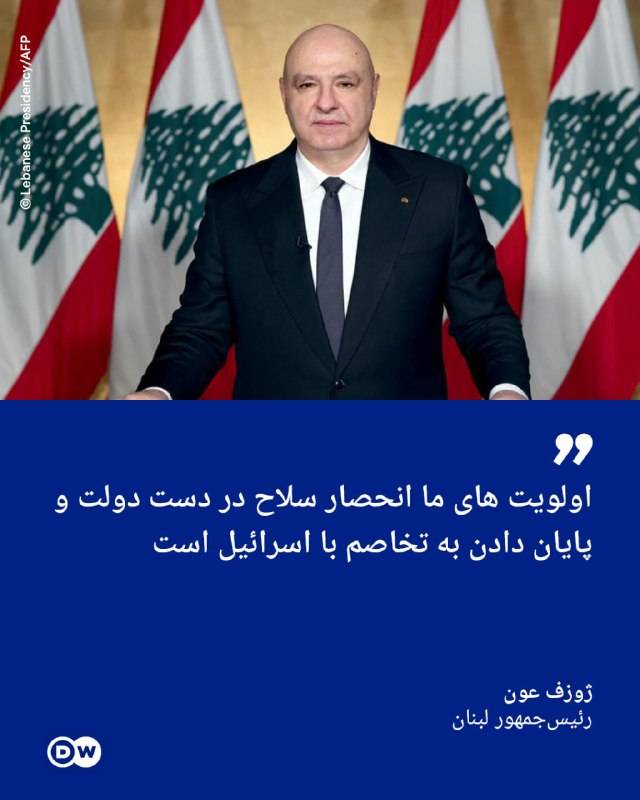 © Lebanese Presidency/AFP
اولویت های ما انحصار سلاح در دست دولت و
پایان دادن به تخاصم با اسرائیل است
ژوزف عون
رئیس‌جمهور لبنان
DW